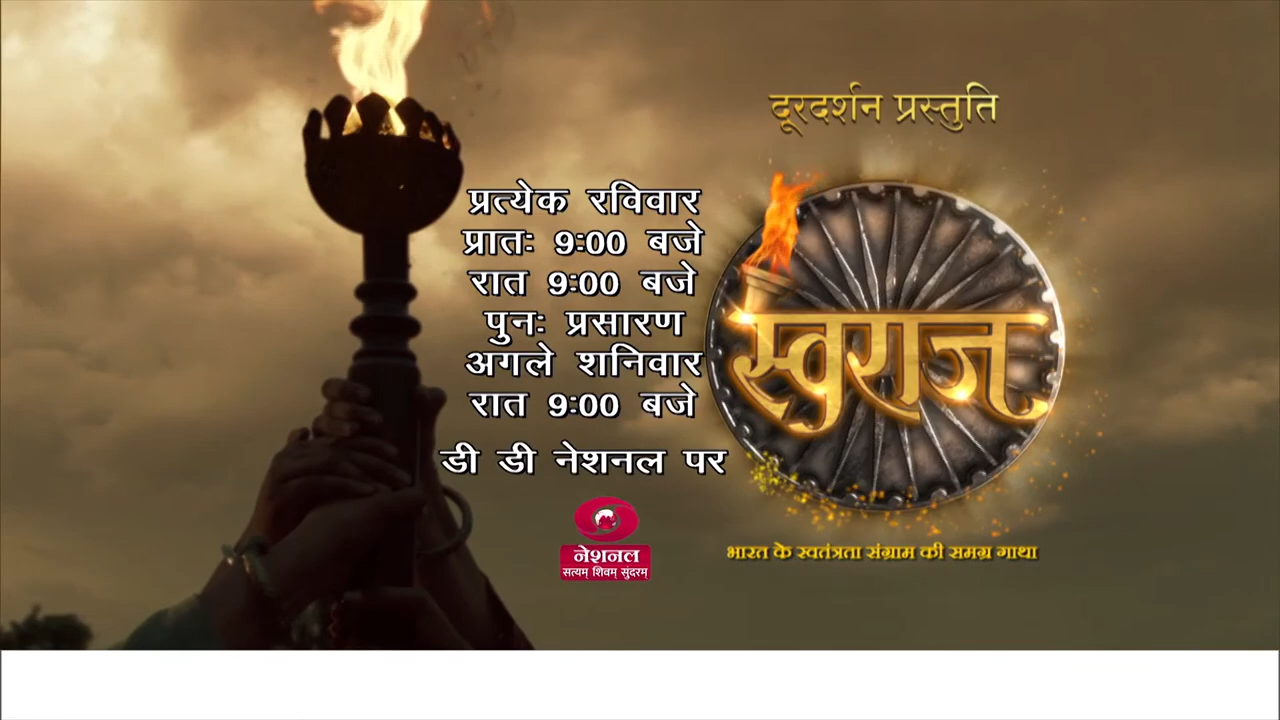 दूरदर्शन प्रस्तुति
प्रत्येक रविवार
प्रातः 9:00 बजे
रात 9:00 बजे
पुनः प्रसारण
अगले शनिवार
रात 9:00 बजे
डी डी नेशनल पर
स्वराज
भारत के स्वतंत्रता संग्राम की समग्र गाथा
नेशनल
सत्यम् शिवम् सुंदरम्